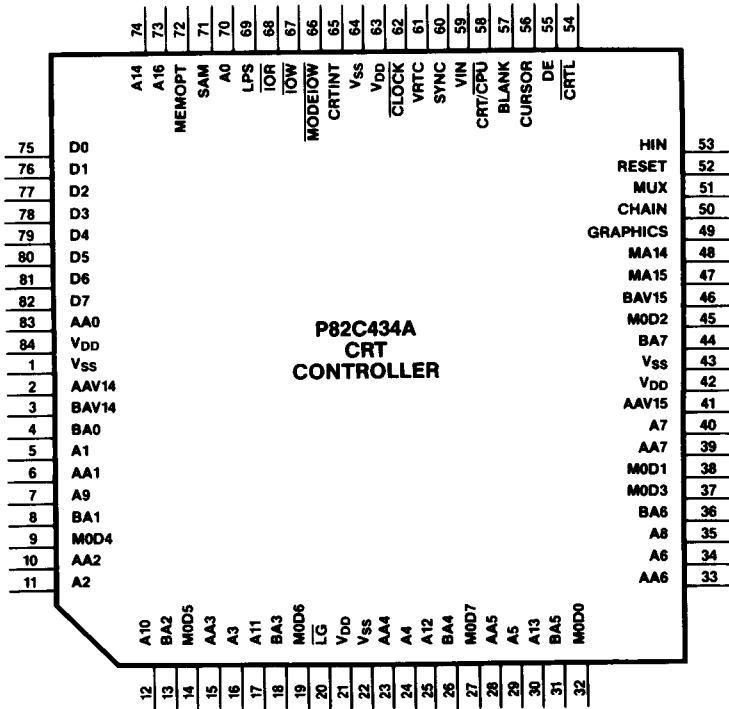 74 73 72 71 70 69 68 67 66 65 64 63 62 61 60 59 58 57 56 55 54
A14 A16 MEMOPT SAM A0 LPS IOR IOW MODEIOW CRTINT VSS VDD CLOCK VRTC SYNC VIN CRT/CPU BLANK CURSOR DE CRTL
75 D0
76 D1
77 D2
78 D3
79 D4
80 D5
81 D6
82 D7
83 AA0
84 VDD
1 VSS
2 AAV14
3 BAV14
4 BA0
5 A1
6 AA1
7 A9
8 BA1
9 M0D4
10 AA2
11 A2
P82C434A
CRT
CONTROLLER
HIN 53
RESET 52
MUX 51
CHAIN 50
GRAPHICS 49
MA14 48
MA15 47
BAV15 46
M0D2 45
BA7 44
VSS 43
VDD 42
AAV15 41
A7 40
AA7 39
M0D1 38
M0D3 37
BA6 36
A8 35
A6 34
AA6 33
A10 BA2 M0D5 AA3 A3 A11 BA3 M0D6 LG VDD VSS AA4 A4 A12 BA4 M0D7 AA5 A5 A13 BA5 M0D0
12 13 14 15 16 17 18 19 20 21 22 23 24 25 26 27 28 29 30 31 32